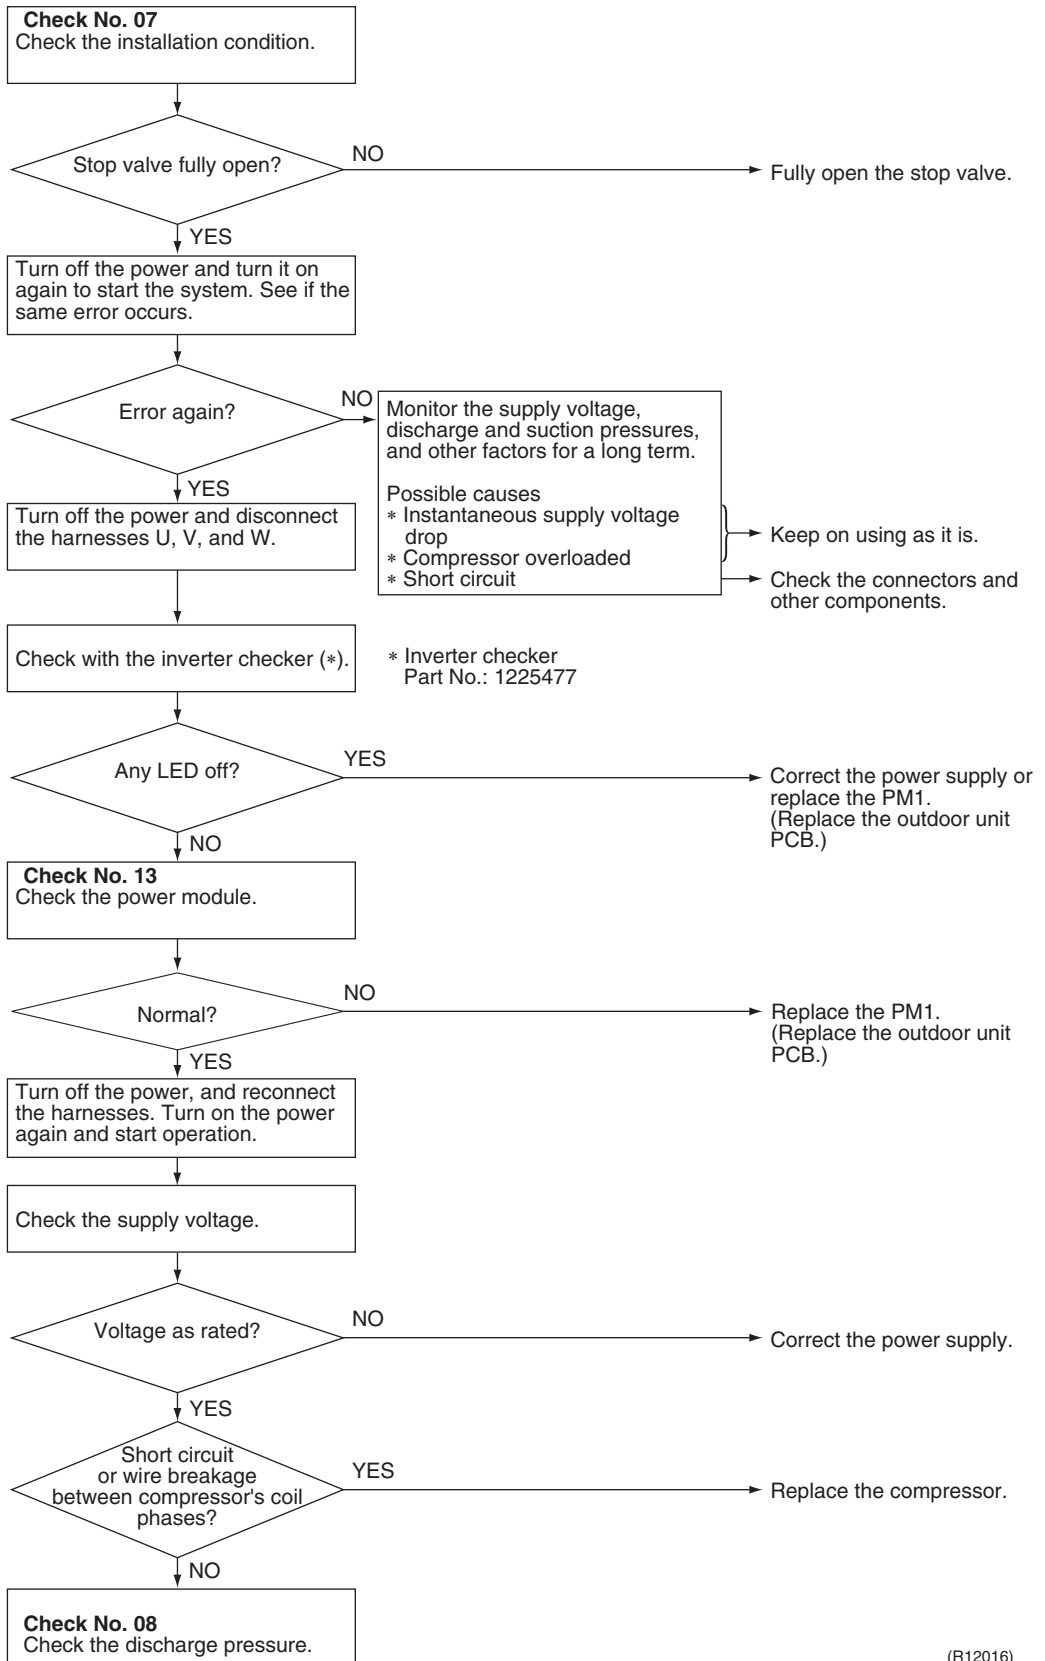 Check No. 07
Check the installation condition.
Stop valve fully open?
NO
Fully open the stop valve.
YES
Turn off the power and turn it on
again to start the system. See if the
same error occurs.
Error again?
NO
Monitor the supply voltage,
discharge and suction pressures,
and other factors for a long term.
Possible causes
* Instantaneous supply voltage
drop
* Compressor overloaded
* Short circuit
Keep on using as it is.
Check the connectors and
other components.
YES
Turn off the power and disconnect
the harnesses U, V, and W.
Check with the inverter checker (*).
* Inverter checker
Part No.: 1225477
Any LED off?
YES
Correct the power supply or
replace the PM1.
(Replace the outdoor unit
PCB.)
NO
Check No. 13
Check the power module.
Normal?
NO
Replace the PM1.
(Replace the outdoor unit
PCB.)
YES
Turn off the power, and reconnect
the harnesses. Turn on the power
again and start operation.
Check the supply voltage.
Voltage as rated?
NO
Correct the power supply.
YES
Short circuit
or wire breakage
between compressor's coil
phases?
YES
Replace the compressor.
NO
Check No. 08
Check the discharge pressure.
(R12016)